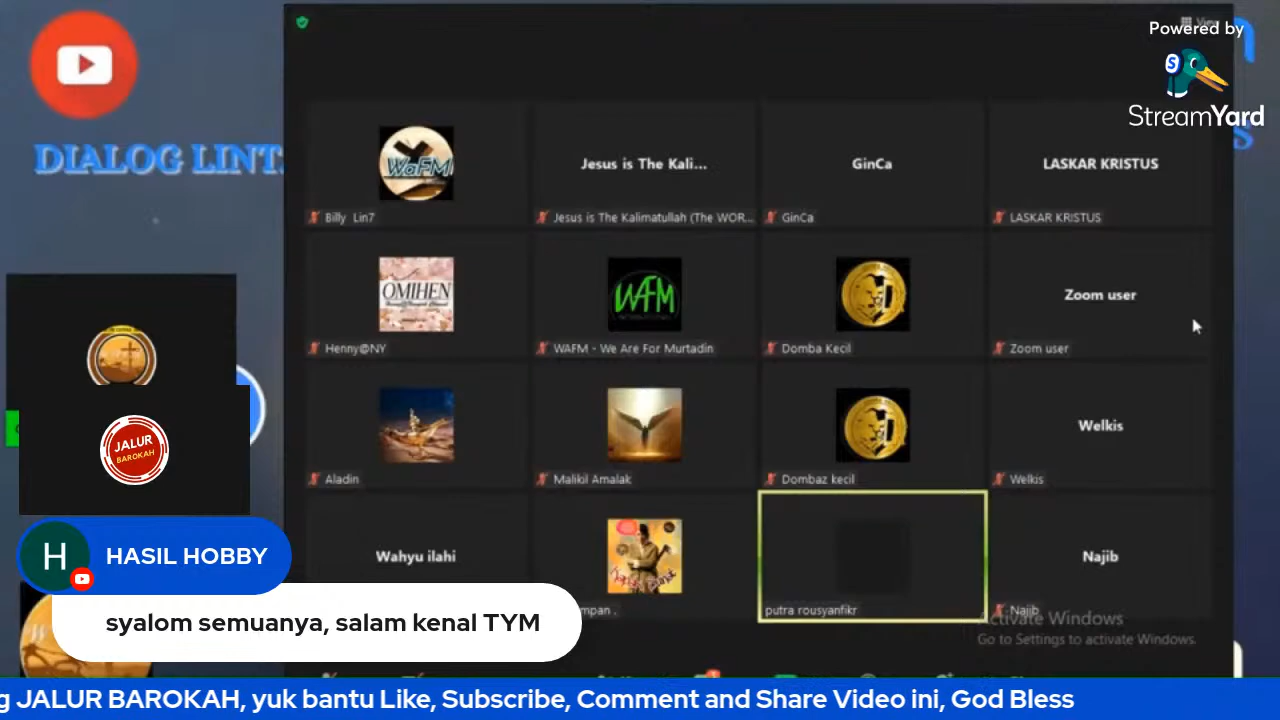 View
Powered by
StreamYard
DIALOG LINT
WaFM
Billy Lin7
Jesus is The Kali...
Jesus is The Kalimatullah (The WOR...
GinCa
GinCa
LASKAR KRISTUS
LASKAR KRISTUS
OMIHEN
Henny@NY
WAFM
WAFM - We Are For Murtadin
Domba Kecil
Zoom user
Zoom user
Aladin
Malikil Amalak
Dombaz kecil
Welkis
Welkis
JALUR
BAROKAH
Wahyu ilahi
mpan .
putra rousyanfikr
Najib
Najib
Activate Windows
Go to Settings to activate Windows.
H
HASIL HOBBY
syalom semuanya, salam kenal TYM
g JALUR BAROKAH, yuk bantu Like, Subscribe, Comment and Share Video ini, God Bless